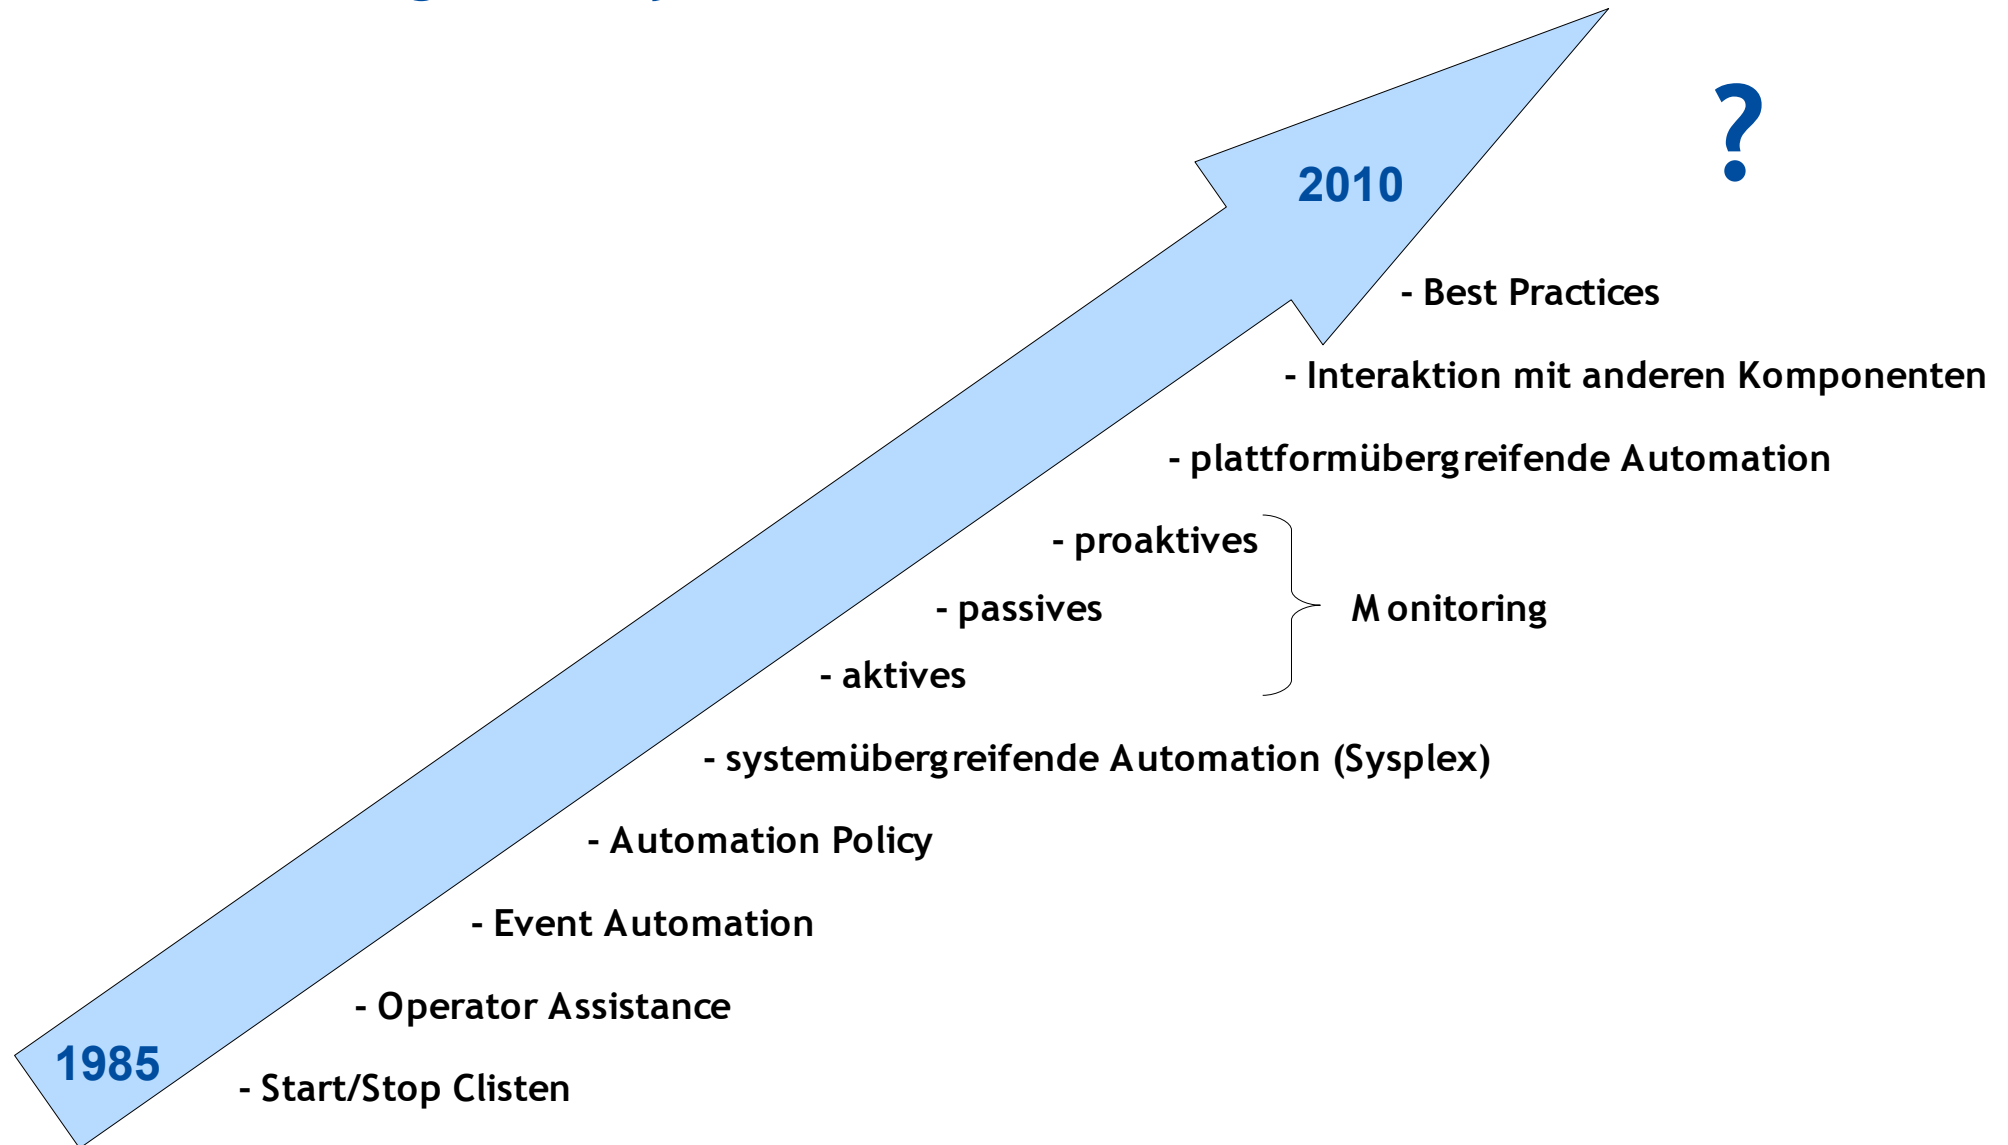 ?
2010
- Best Practices
- Interaktion mit anderen Komponenten
- plattformübergreifende Automation
- proaktives
- passives
Monitoring
- aktives
- systemübergreifende Automation (Sysplex)
- Automation Policy
- Event Automation
- Operator Assistance
1985
- Start/Stop Clisten